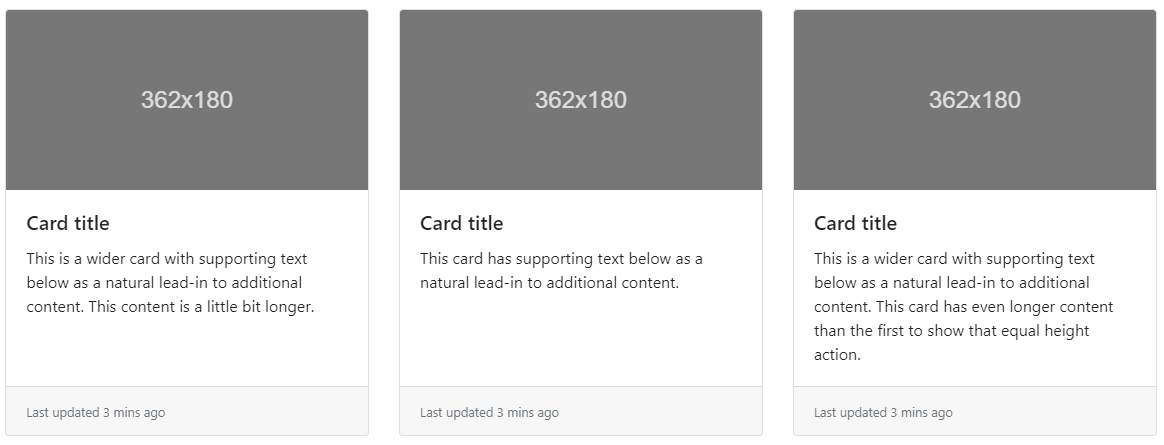 362x180
Card title
This is a wider card with supporting text
below as a natural lead-in to additional
content. This content is a little bit longer.
Last updated 3 mins ago
362x180
Card title
This card has supporting text below as a
natural lead-in to additional content.
Last updated 3 mins ago
362x180
Card title
This is a wider card with supporting text
below as a natural lead-in to additional
content. This card has even longer content
than the first to show that equal height
action.
Last updated 3 mins ago